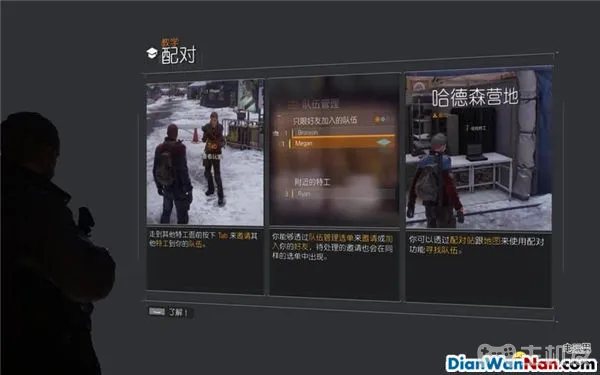 教学
配对
队伍管理
只限好友加入的队伍
1 Bronson
1 Megan
附近的特工
Ryan
哈德森营地
Tab
走到其他特工面前按下 Tab 来邀请其
他特工到你的队伍。
你能够透过队伍管理选单来邀请或加
入你的好友，待处理的邀请也会在同
样的选单中出现。
你可以透过配对站跟地图来使用配对
功能寻找队伍。
了解！
DianWanNan.com